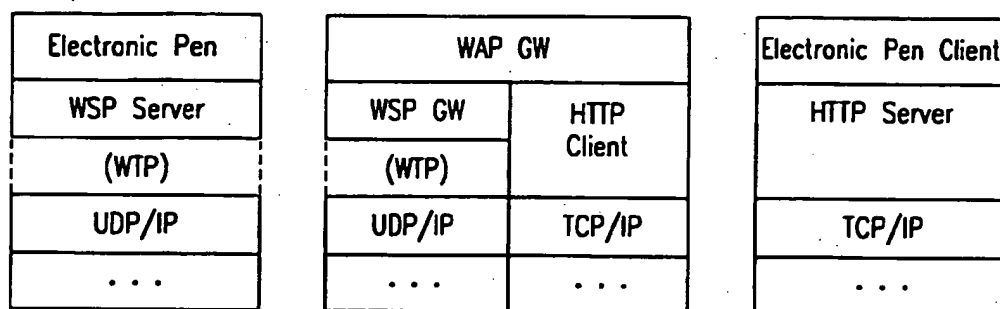 Electronic Pen
WSP Server
(WTP)
UDP/IP
. . .
WAP GW
WSP GW
(WTP)
UDP/IP
. . .
HTTP
Client
TCP/IP
. . .
Electronic Pen Client
HTTP Server
TCP/IP
. . .